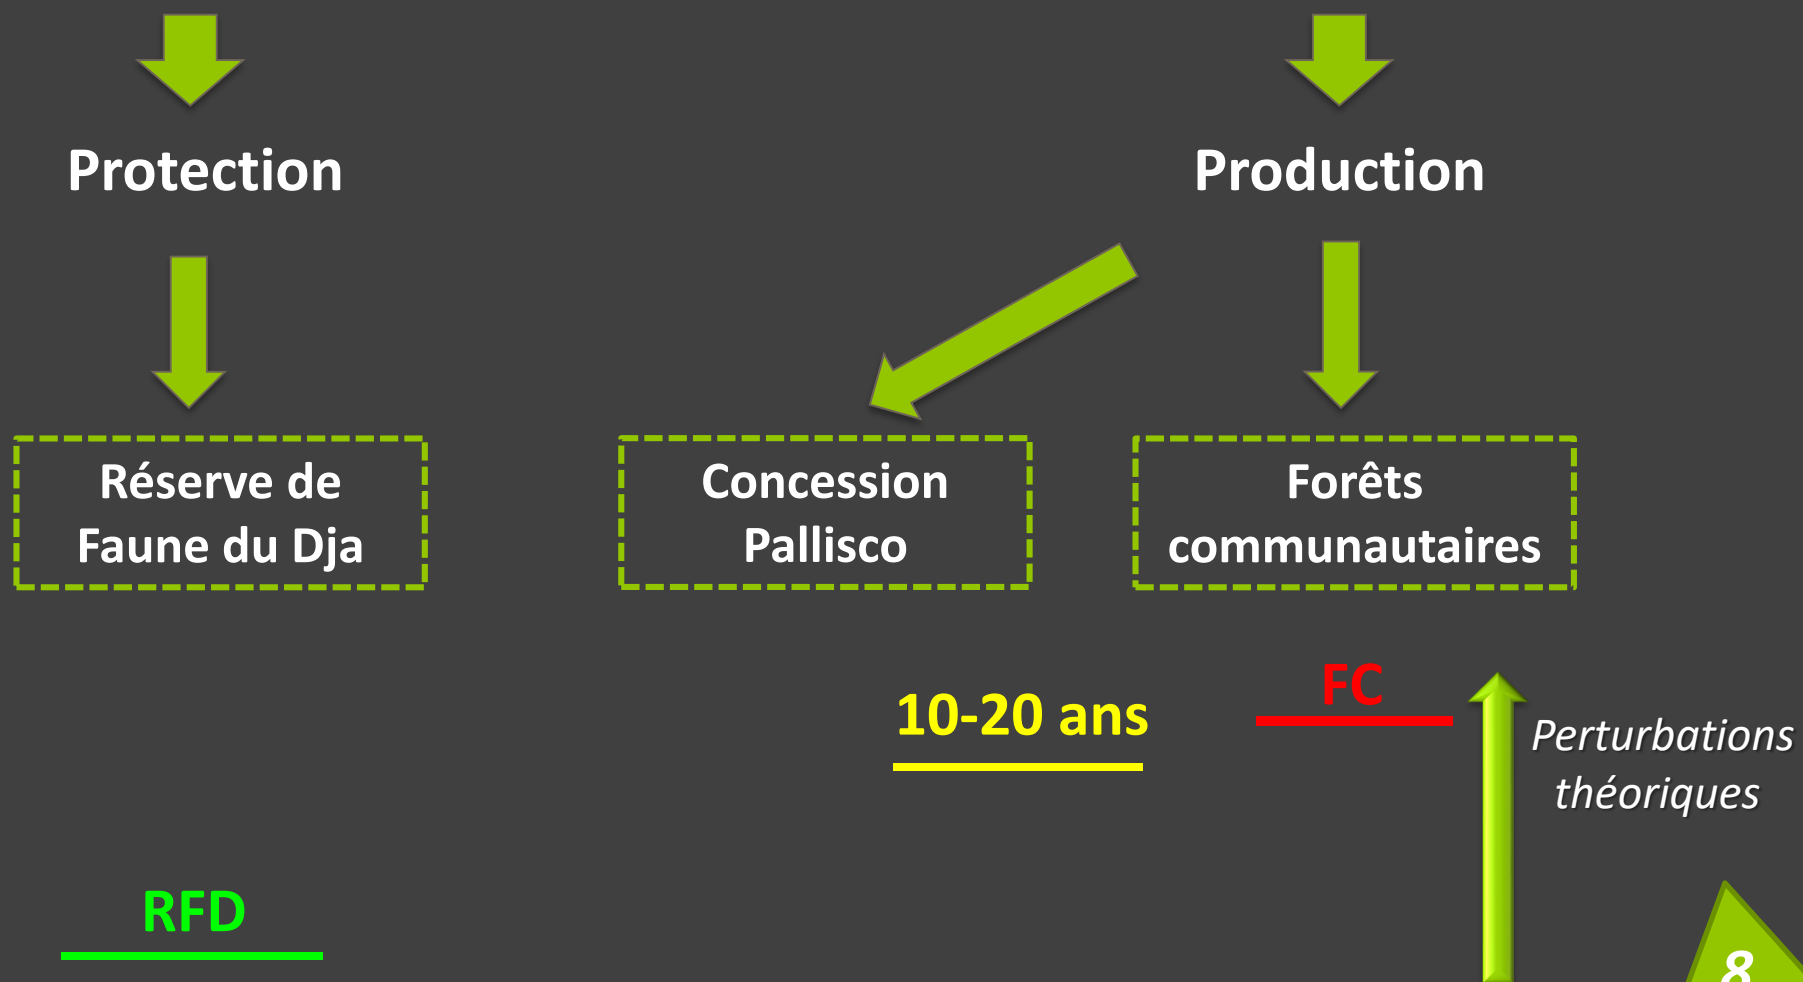 Protection
Production
Réserve de
Faune du Dja
Concession
Pallisco
Forêts
communautaires
FC
10-20 ans
Perturbations
théoriques
RFD
8